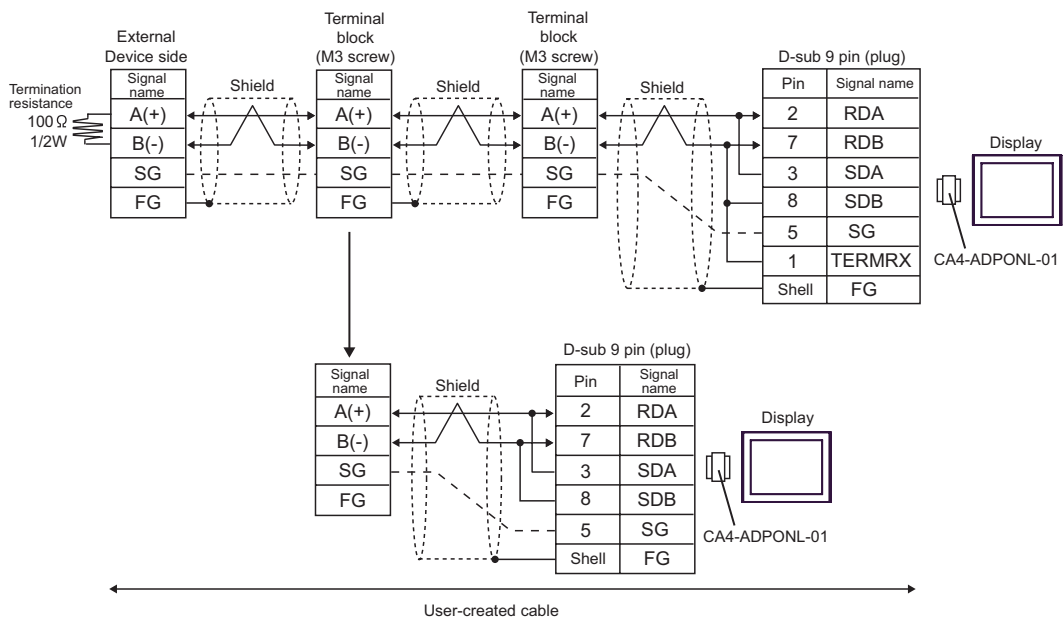 External
Device side
Terminal
block
(M3 screw)
Terminal
block
(M3 screw)
D-sub 9 pin (plug)
Termination
resistance
100 Ω
1/2W
Signal
name
A(+)
B(-)
SG
FG
Shield
Signal
name
A(+)
B(-)
SG
FG
Shield
Signal
name
A(+)
B(-)
SG
FG
Shield
Pin Signal name
2 RDA
7 RDB
3 SDA
8 SDB
5 SG
1 TERMRX
Shell FG
Display
CA4-ADPONL-01
D-sub 9 pin (plug)
Signal
name
A(+)
B(-)
SG
FG
Shield
Pin Signal
name
2 RDA
7 RDB
3 SDA
8 SDB
5 SG
Shell FG
Display
CA4-ADPONL-01
User-created cable